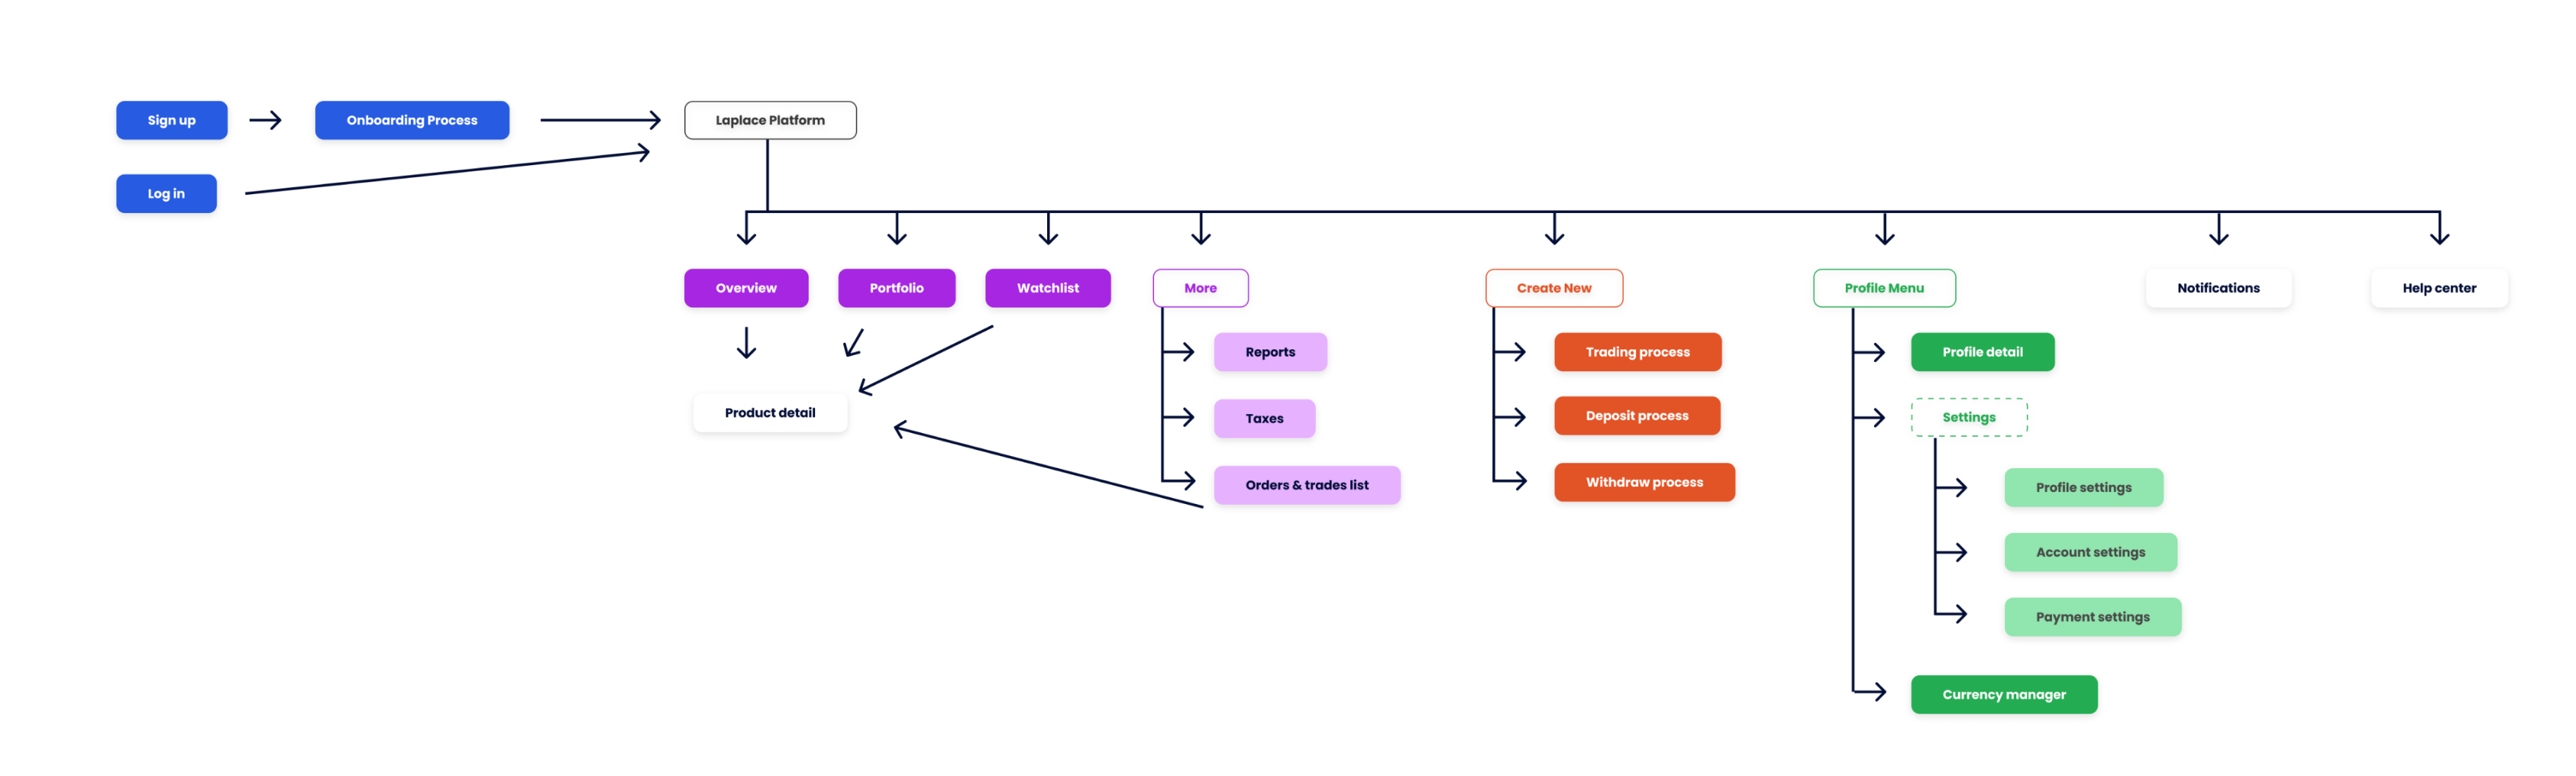 Sign up
Onboarding Process
Laplace Platform
Log in
Overview
Portfolio
Watchlist
More
Create New
Profile Menu
Notifications
Help center
Product detail
Reports
Taxes
Orders & trades list
Trading process
Deposit process
Withdraw process
Profile detail
Settings
Profile settings
Account settings
Payment settings
Currency manager